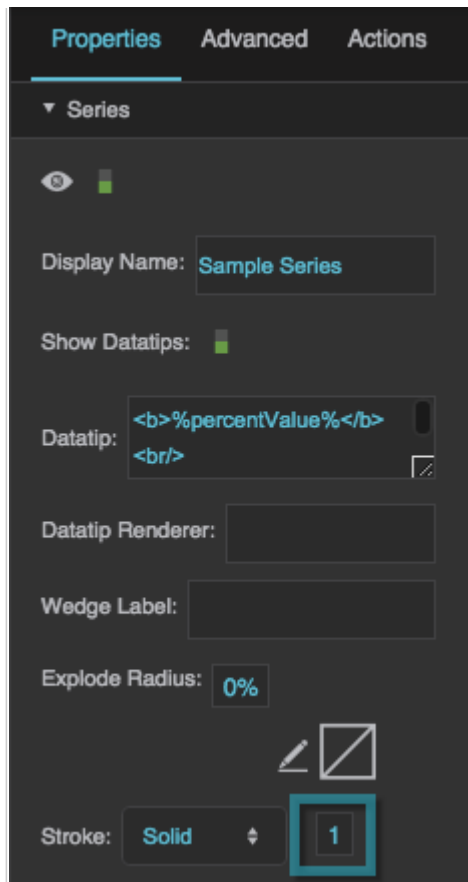 Properties Advanced Actions
Series
Display Name: Sample Series
Show Datatips:
Datatip: <b>%percentValue%</b>
<br/>
Datatip Renderer:
Wedge Label:
Explode Radius: 0%
Stroke: Solid 1